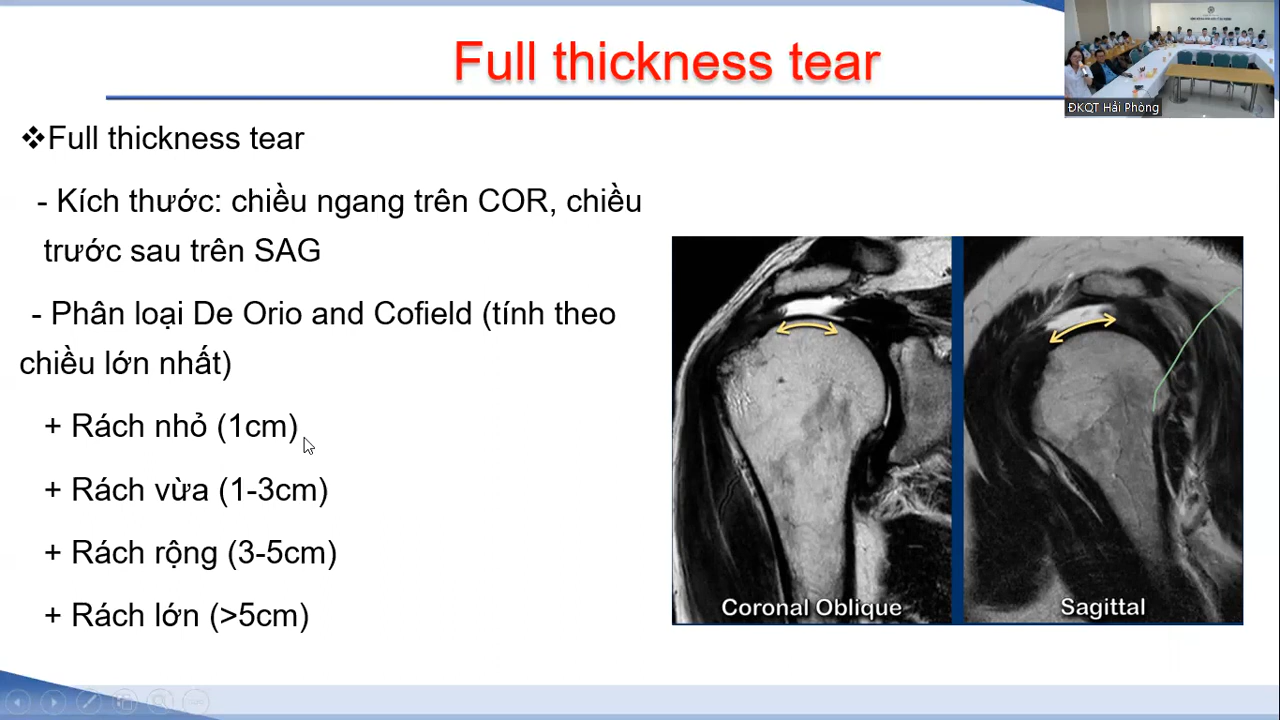 Full thickness tear
ĐKQT Hải Phòng
❖Full thickness tear
- Kích thước: chiều ngang trên COR, chiều
trước sau trên SAG
- Phân loại De Orio and Cofield (tính theo
chiều lớn nhất)
+ Rách nhỏ (1cm)
+ Rách vừa (1-3cm)
+ Rách rộng (3-5cm)
+ Rách lớn (>5cm)
Coronal Oblique
Sagittal